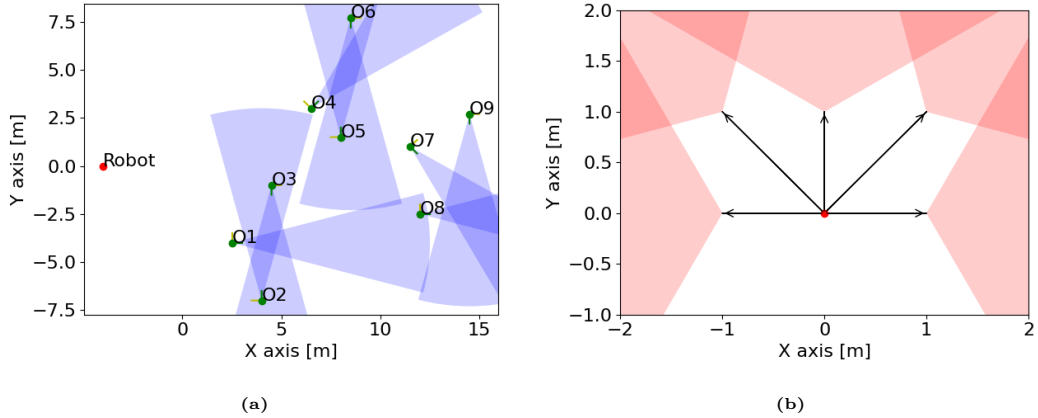 7.5
5.0
2.5
0.0
−2.5
−5.0
−7.5
Y axis [m]
0
5
10
15
X axis [m]
Robot
O1
O2
O3
O4
O5
O6
O7
O8
O9
(a)
2.0
1.5
1.0
0.5
0.0
−0.5
−1.0
Y axis [m]
−2
−1
0
1
2
X axis [m]
(b)